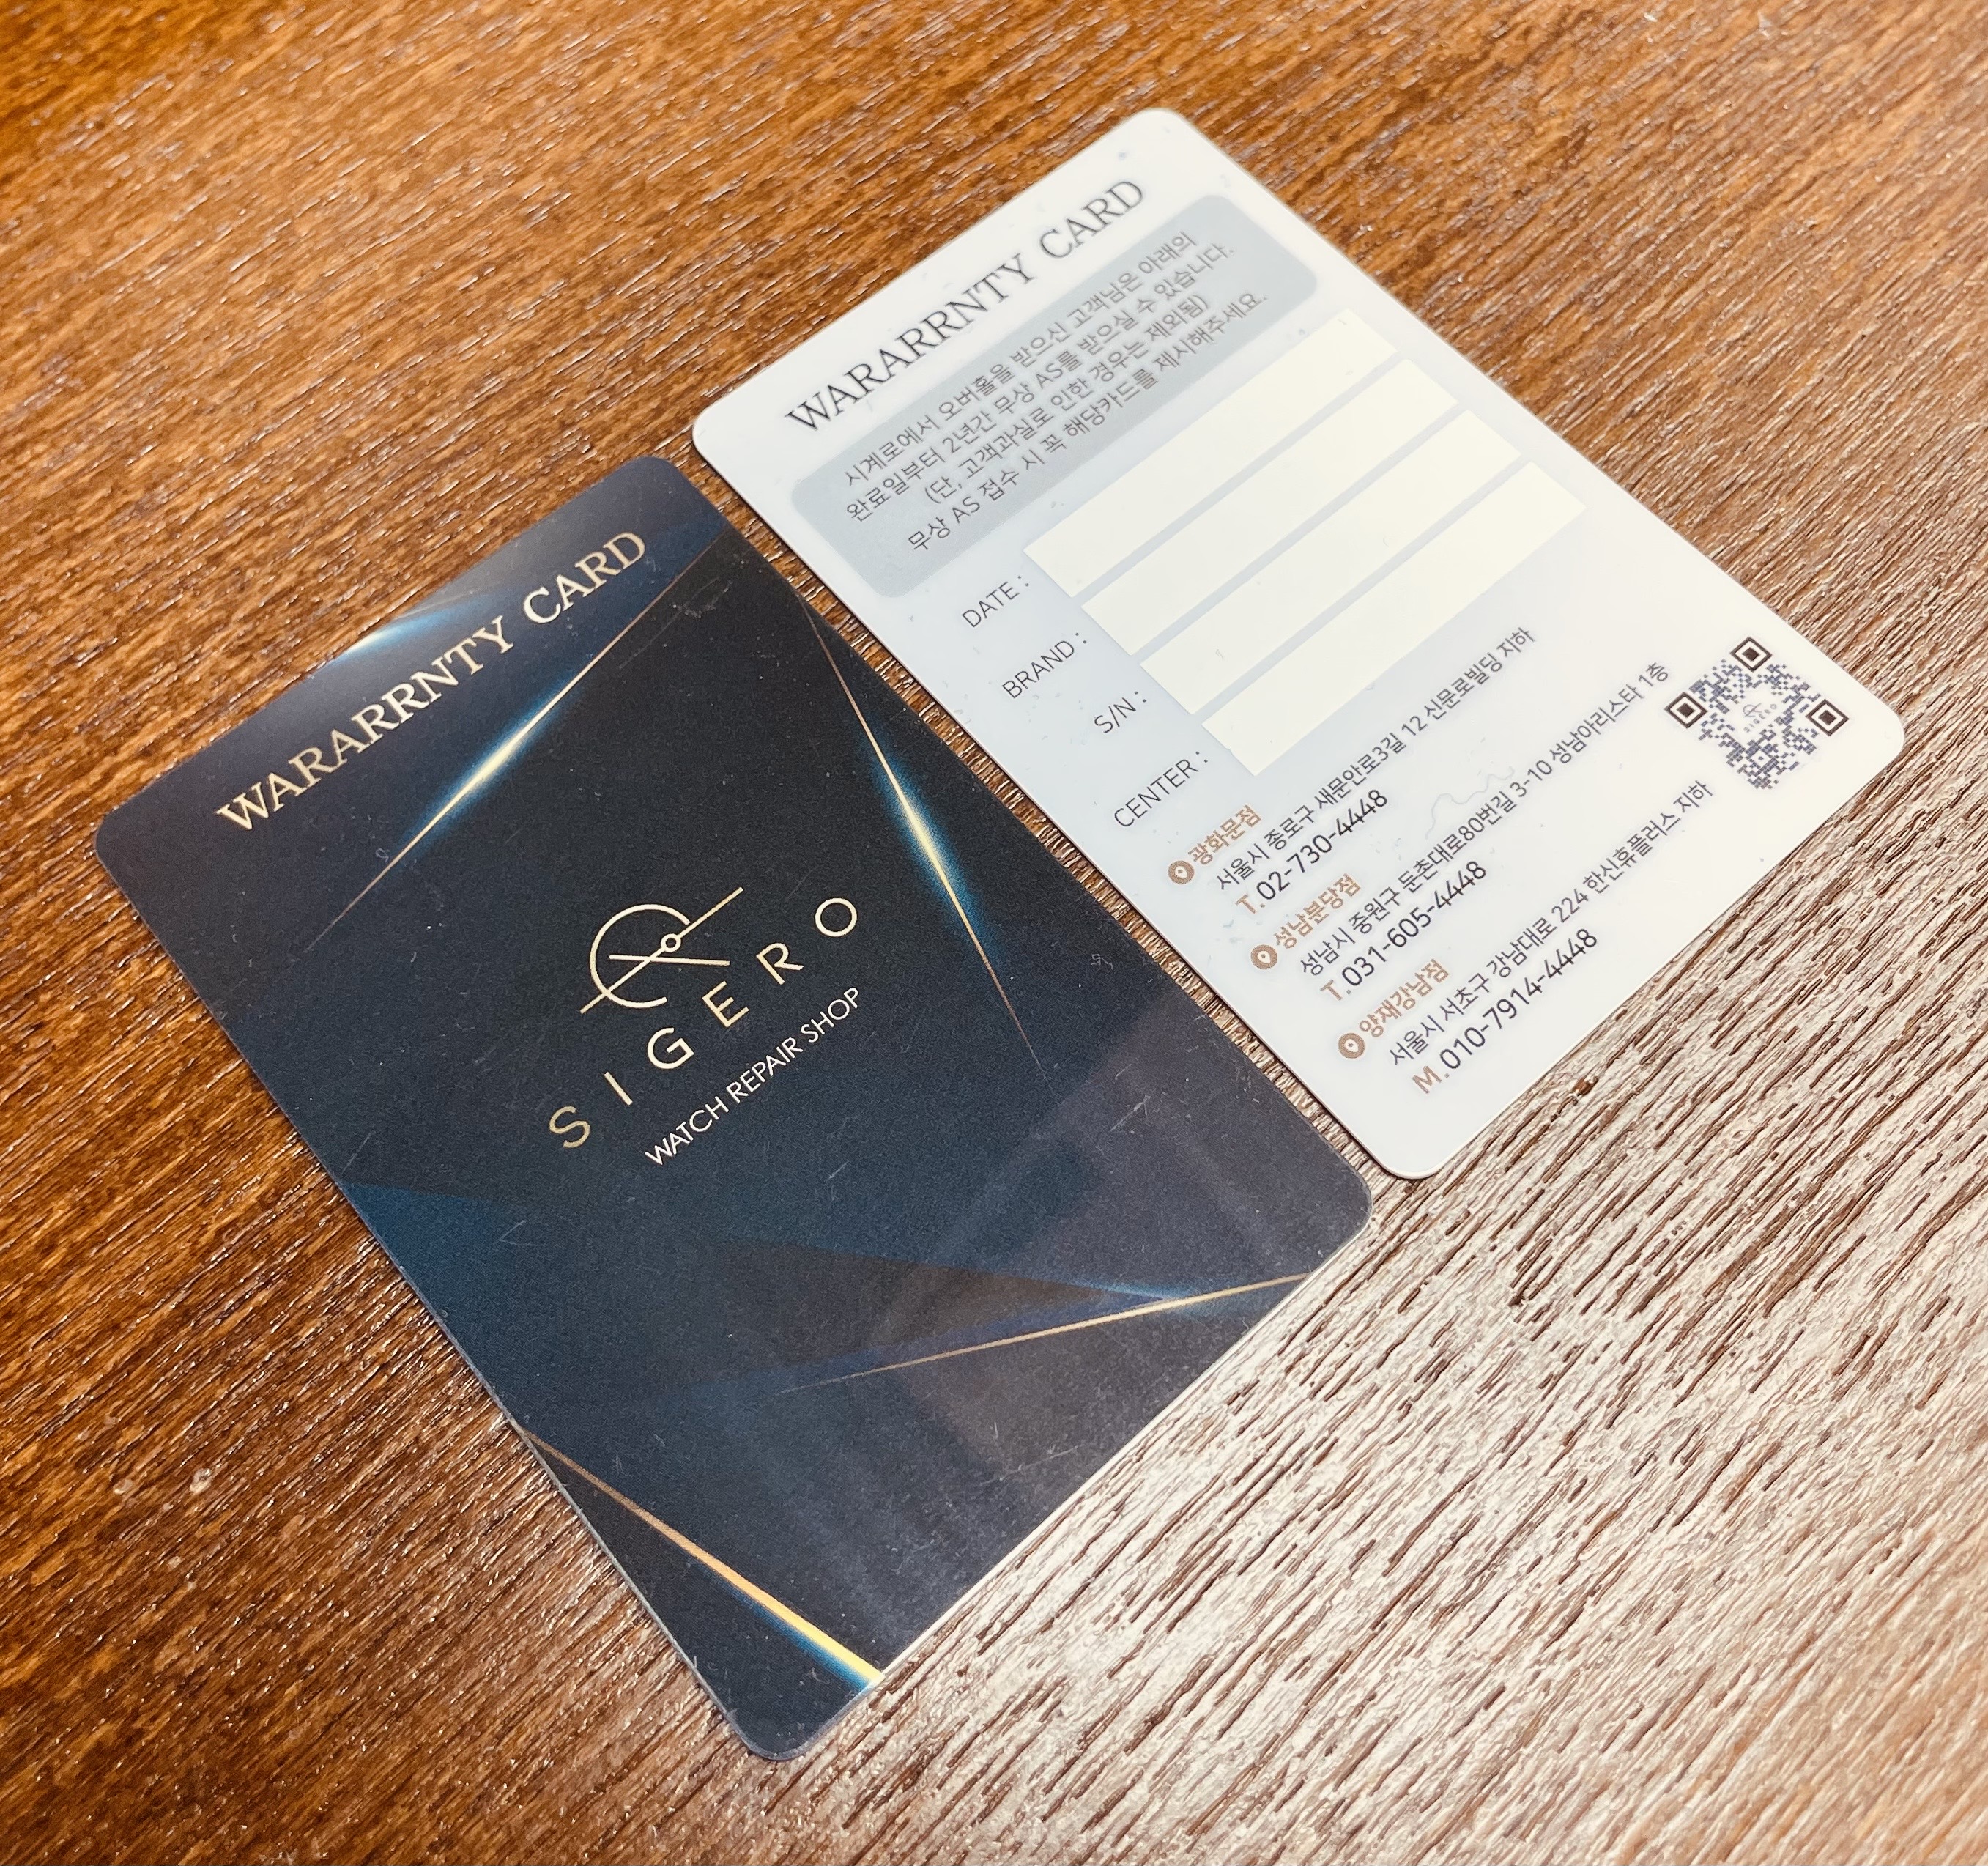 WARARRNTY CARD
SIGERO
WATCH REPAIR SHOP
WARARRNTY CARD
시계로에서 오버홀을 받으신 고객님은 아래의
완료일부터 2년간 무상 AS를 받으실 수 있습니다.
(단, 고객과실로 인한 경우는 제외됨)
무상 AS 접수 시 꼭 해당카드를 제시해주세요.
DATE :
BRAND :
S/N :
CENTER :
광화문점
서울시 종로구 새문안로3길 12 신문로빌딩 지하
T.02-730-4448
성남분당점
성남시 중원구 둔촌대로80번길 3-10 성남아리스타 1층
T.031-605-4448
양재강남점
서울시 서초구 강남대로 224 한신휴플러스 지하
M.010-7914-4448
SIGERO